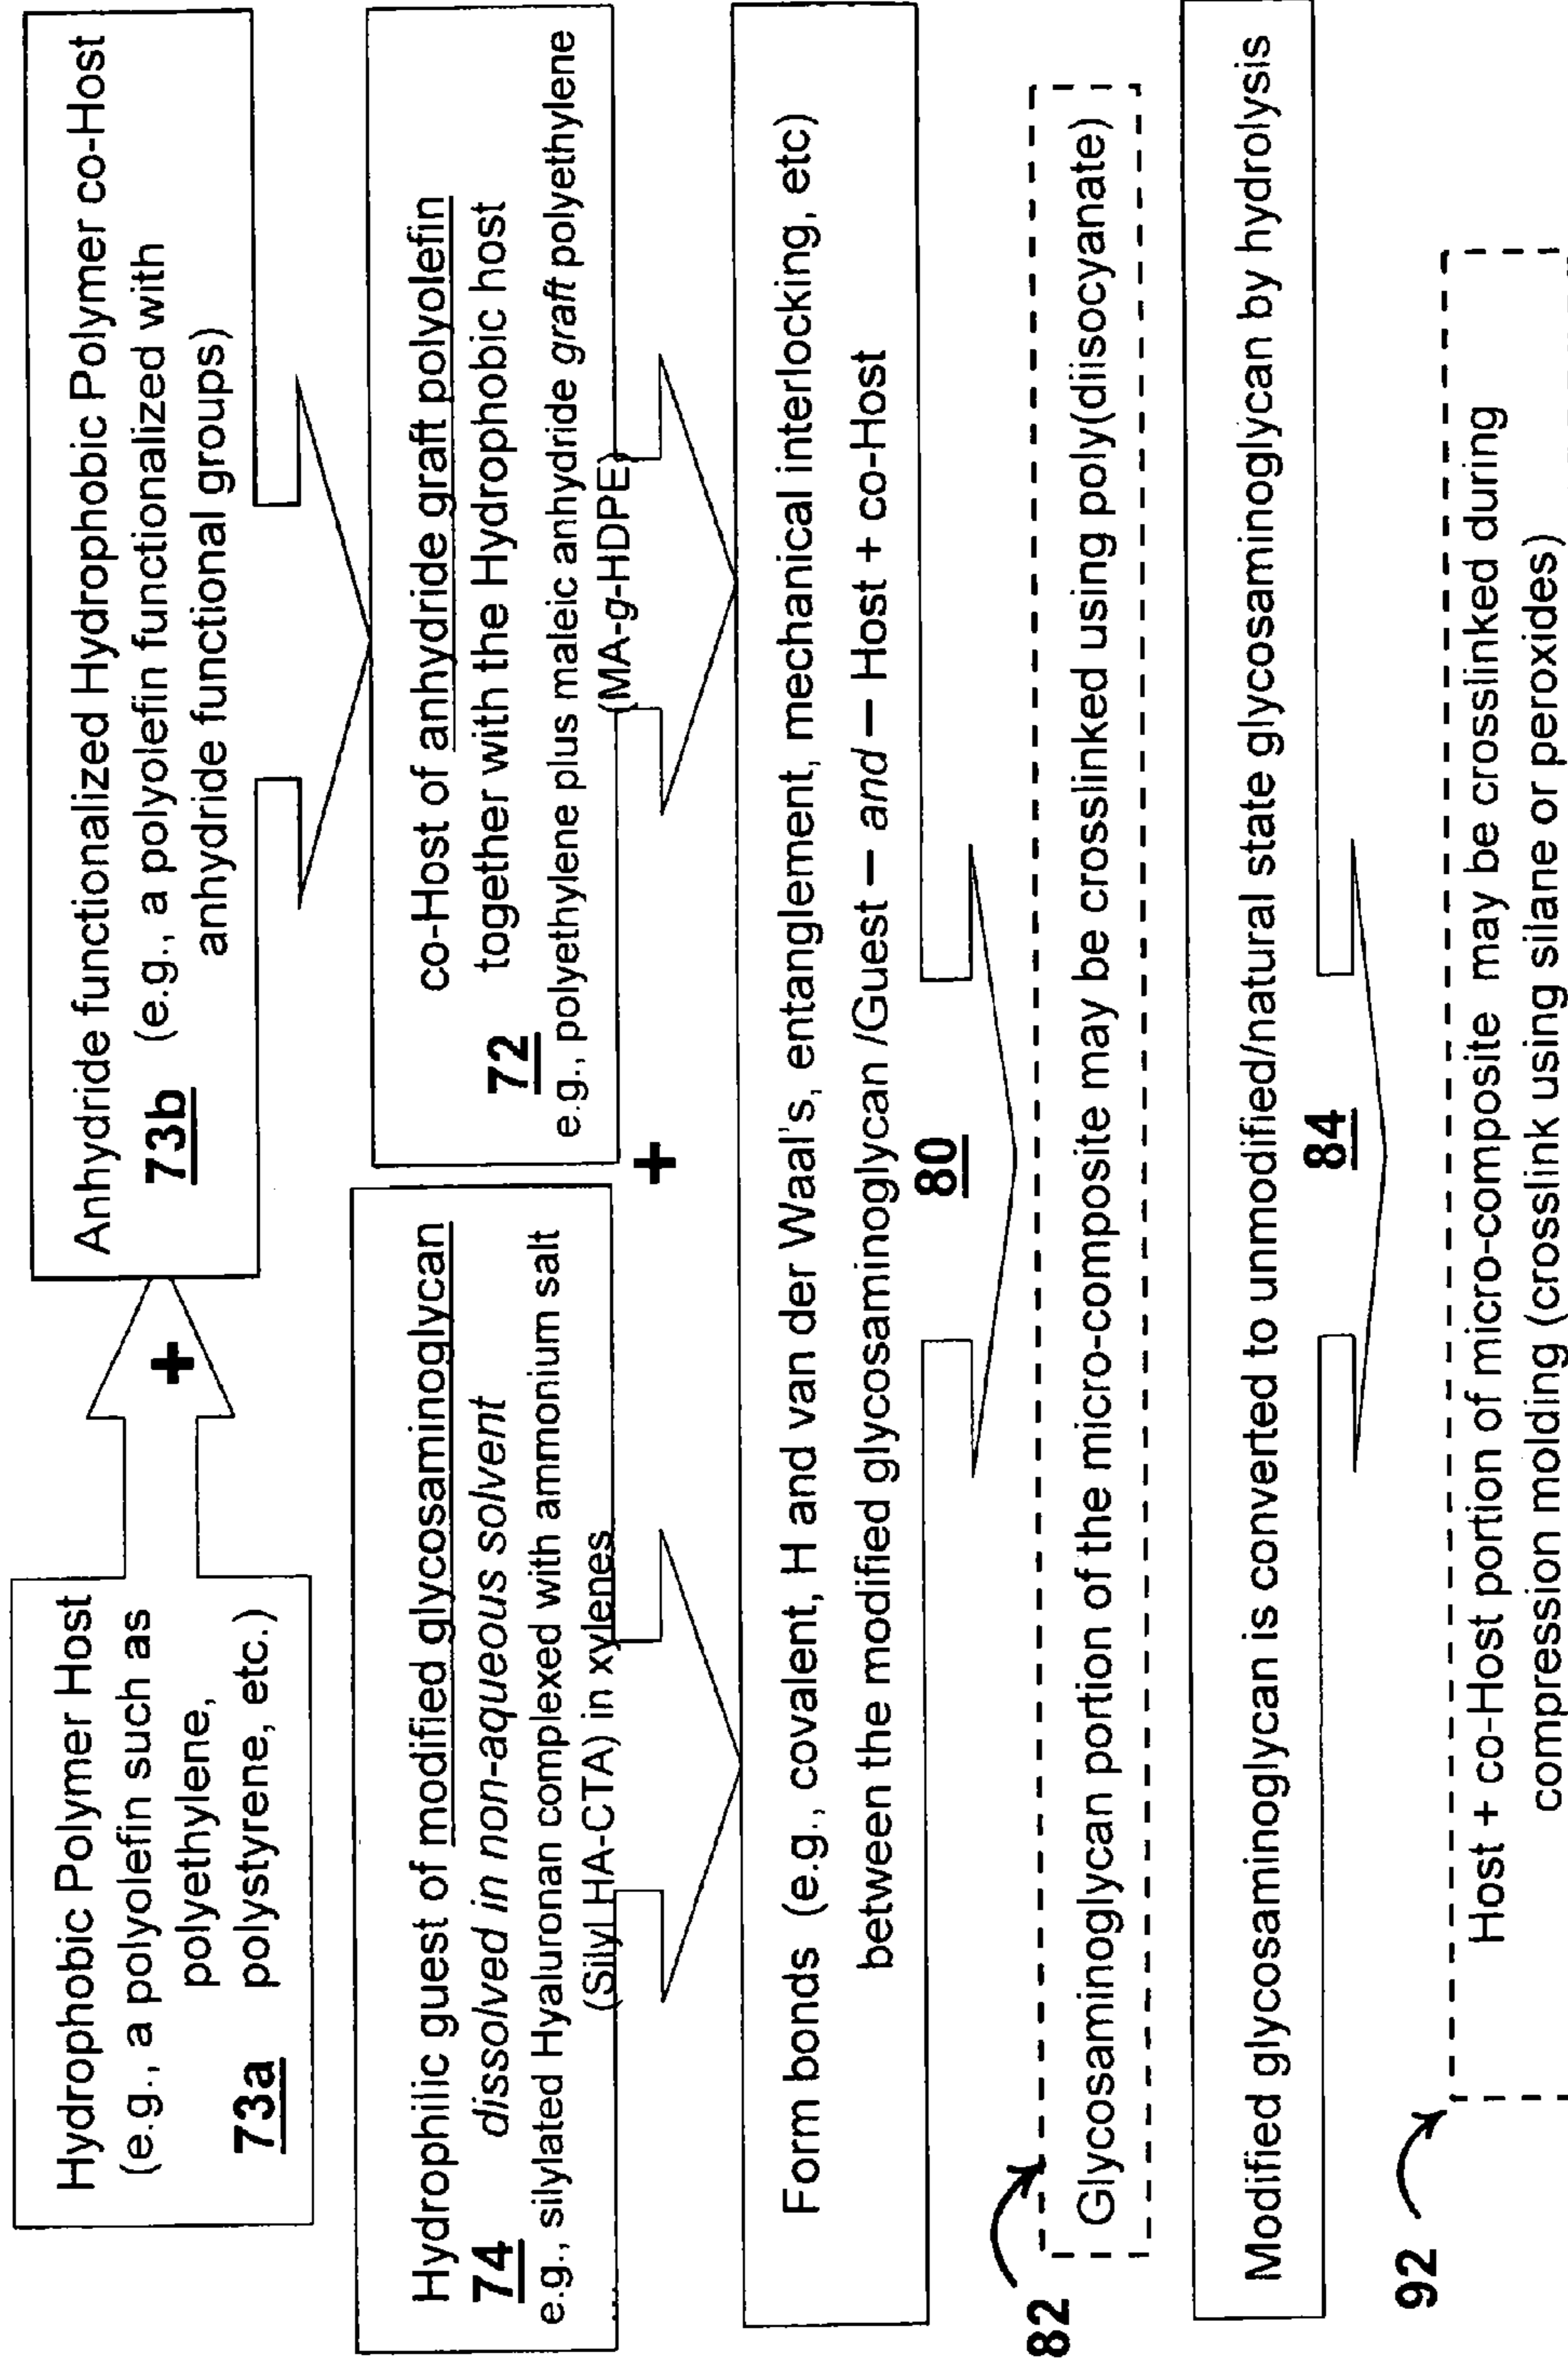 Hydrophobic Polymer Host
(e.g., a polyolefin such as
polyethylene,
73a polystyrene, etc.)
+
Anhydride functionalized Hydrophobic Polymer co-Host
73b (e.g., a polyolefin functionalized with
anhydride functional groups)
Hydrophilic guest of modified glycosaminoglycan
74 dissolved in non-aqueous solvent
e.g., silylated Hyaluronan complexed with ammonium salt
(Silyl HA-CTA) in xylenes
+
co-Host of anhydride graft polyolefin
72 together with the Hydrophobic host
e.g., polyethylene plus maleic anhydride graft polyethylene
(MA-g-HDPE)
Form bonds (e.g., covalent, H and van der Waal's, entanglement, mechanical interlocking, etc)
between the modified glycosaminoglycan /Guest – and – Host + co-Host
80
82
Glycosaminoglycan portion of the micro-composite may be crosslinked using poly(diisocyanate)
Modified glycosaminoglycan is converted to unmodified/natural state glycosaminoglycan by hydrolysis
84
92
Host + co-Host portion of micro-composite may be crosslinked during
compression molding (crosslink using silane or peroxides)